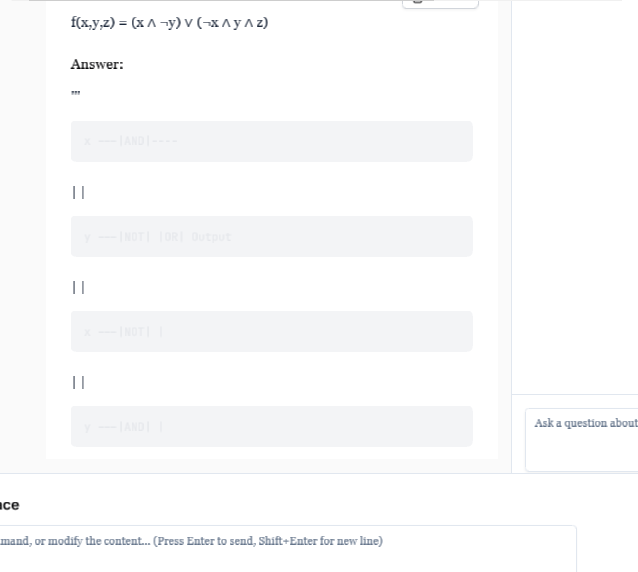 f(x,y,z) = (x ∧ ¬y) ∨ (¬x ∧ y ∧ z)
Answer:
'''
x ──|AND|----
| |
y ──|NOT| |OR| Output
| |
x ──|NOT| |
| |
y ──|AND| |
Ask a question about
nce
mand, or modify the content... (Press Enter to send, Shift+Enter for new line)